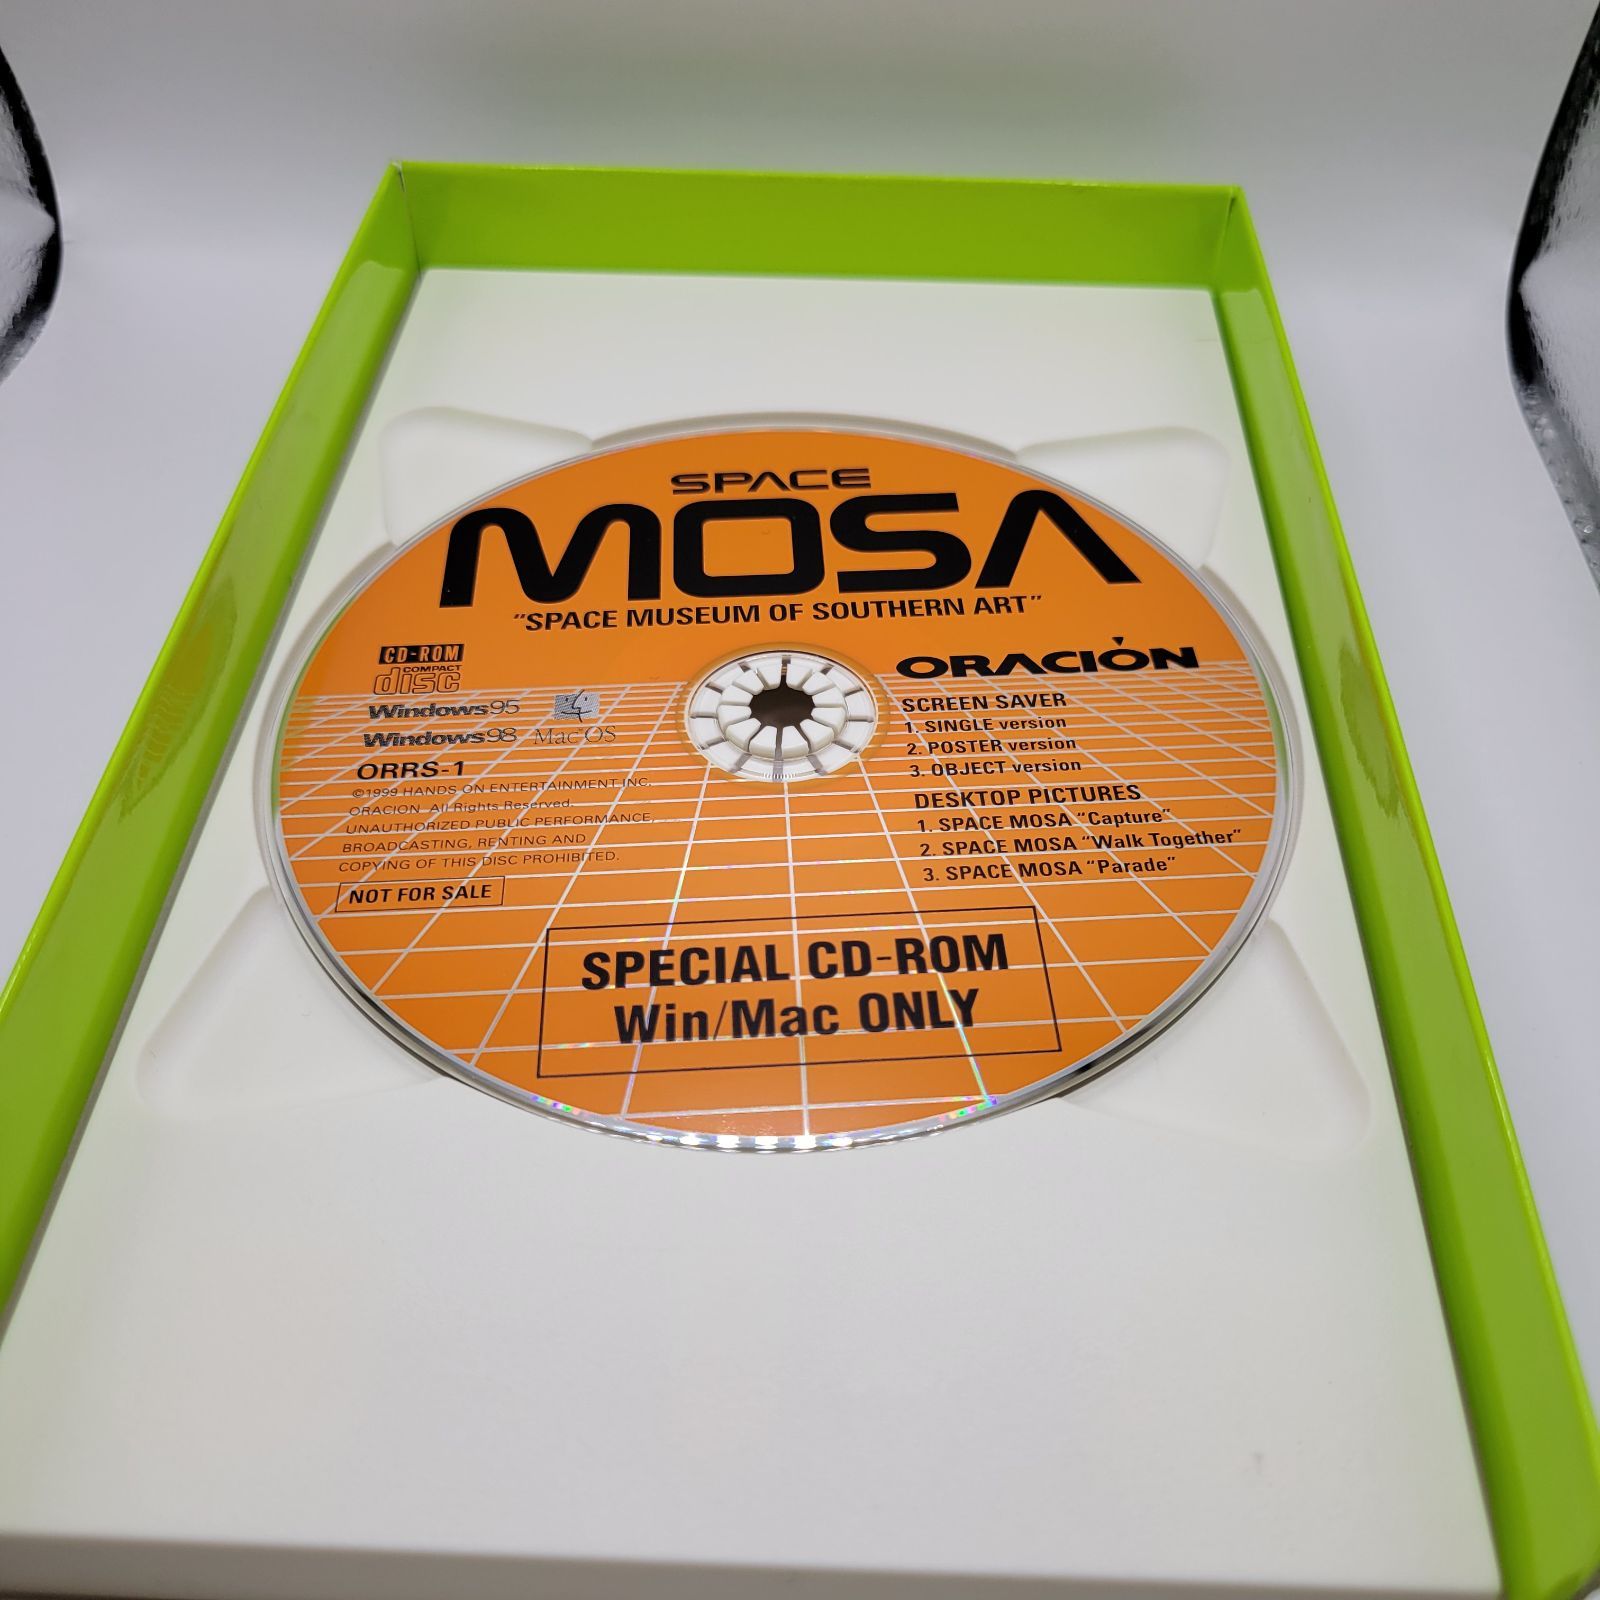 SPACE
MOSA
"SPACE MUSEUM OF SOUTHERN ART"
CD-ROM
COMPACT
disc
Windows95
Windows98
Mac OS
ORRS-1
©1999 HANDS ON ENTERTAINMENT INC,
ORACION. All Rights Reserved.
UNAUTHORIZED PUBLIC PERFORMANCE,
BROADCASTING, RENTING AND
COPYING OF THIS DISC PROHIBITED.
NOT FOR SALE
ORACIÓN
SCREEN SAVER
1. SINGLE version
2. POSTER version
3. OBJECT version
DESKTOP PICTURES
1. SPACE MOSA "Capture"
2. SPACE MOSA "Walk Together"
3. SPACE MOSA "Parade"
SPECIAL CD-ROM
Win/Mac ONLY